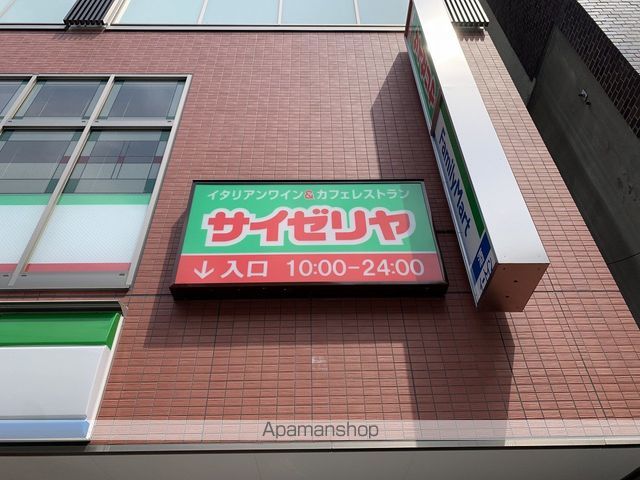 イタリアンワイン&カフェレストラン
サイゼリヤ
↓入口 10:00-24:00
FamilyMart
Apamanshop